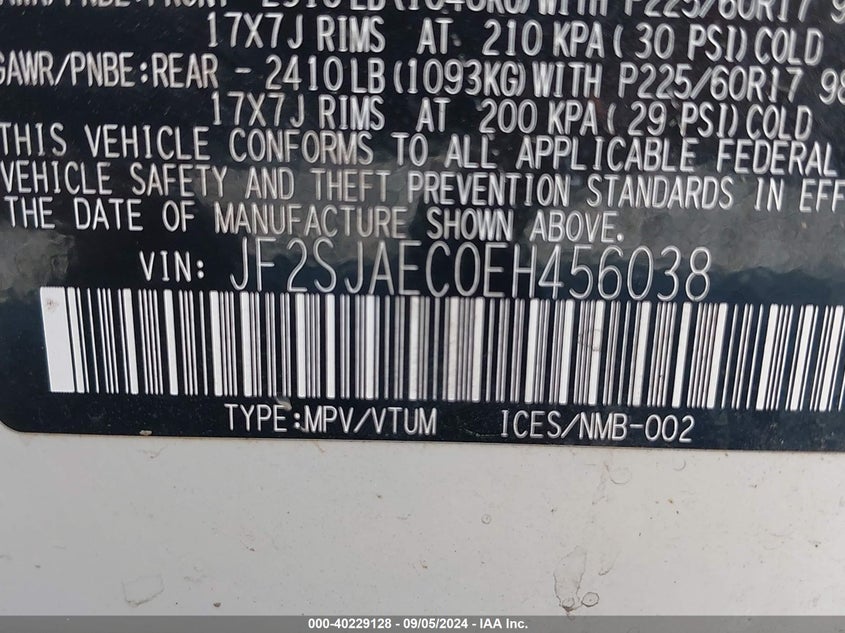 17X7J RIMS AT 210 KPA(30 PSI)COLD
GAWR/PNBE:REAR - 2410LB(1093KG)WITH P225/60R17 98
17X7J RIMS AT 200 KPA(29 PSI)COLD
THIS VEHICLE CONFORMS TO ALL APPLICABLE FEDERAL
VEHICLE SAFETY AND THEFT PREVENTION STANDARDS IN EFF
THE DATE OF MANUFACTURE SHOWN ABOVE.
VIN: JF2SJAEC0EH456038
TYPE:MPV/VTUM ICES/NMB-002
000-40229128 - 09/05/2024 - IAA Inc.